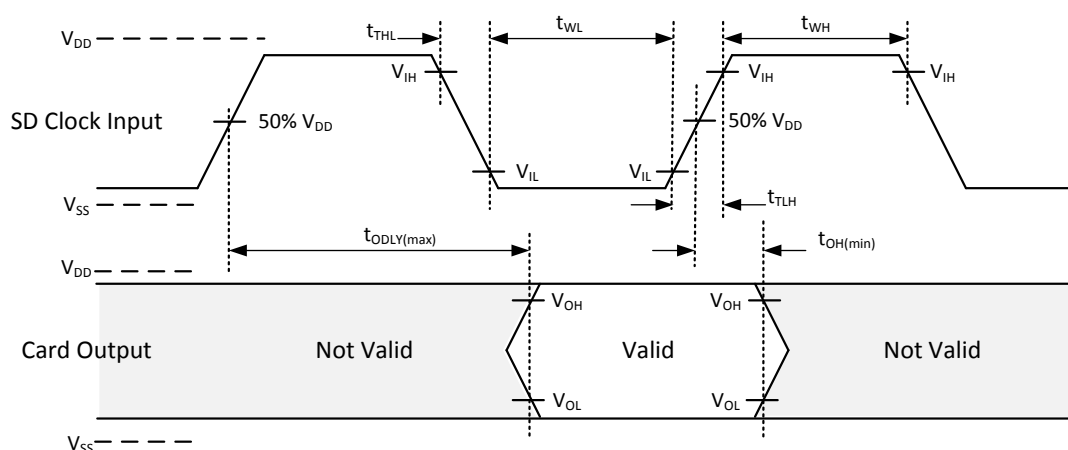 t_THL t_WL t_WH
V_DD
V_IH V_IH V_IH
SD Clock Input 50% V_DD 50% V_DD
V_IL V_IL
V_SS t_TLH
t_ODLY(max) t_OH(min)
V_DD
V_OH V_OH
Card Output Not Valid Valid Not Valid
V_OL V_OL
V_SS